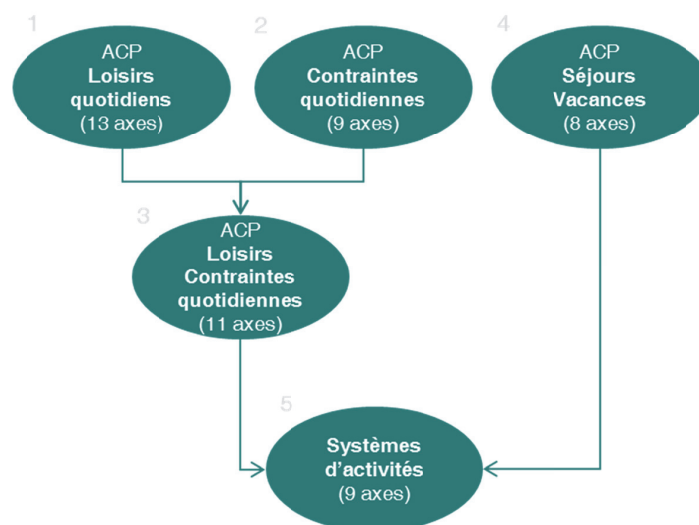 1
ACP
Loisirs
quotidiens
(13 axes)
2
ACP
Contraintes
quotidiennes
(9 axes)
4
ACP
Séjours
Vacances
(8 axes)
3
ACP
Loisirs
Contraintes
quotidiennes
(11 axes)
5
Systèmes
d'activités
(9 axes)